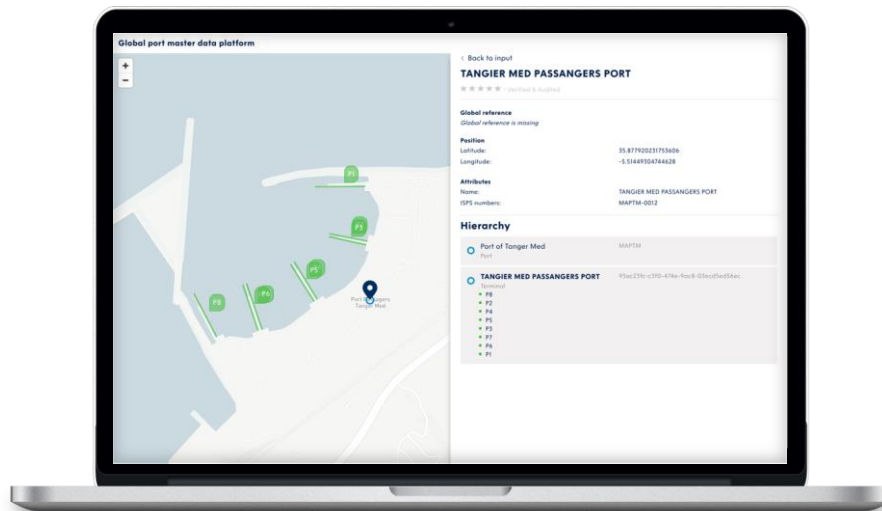 Global port master data platform
+
−
P2
P3
P5
P6
P8
Port Passagers
Tanger Med
‹ Back to input
TANGIER MED PASSANGERS PORT
★★★★★ Verified & Audited
Global reference
Global reference is missing
Position
Latitude: 35.877920231753606
Longitude: -5.51449304744628
Attributes
Name: TANGIER MED PASSANGERS PORT
ISPS numbers: MAPTM-0012
Hierarchy
Port of Tanger Med MAPTM
Port
TANGIER MED PASSANGERS PORT
Terminal
P8
P2
P4
P5
P3
P7
P6
P1